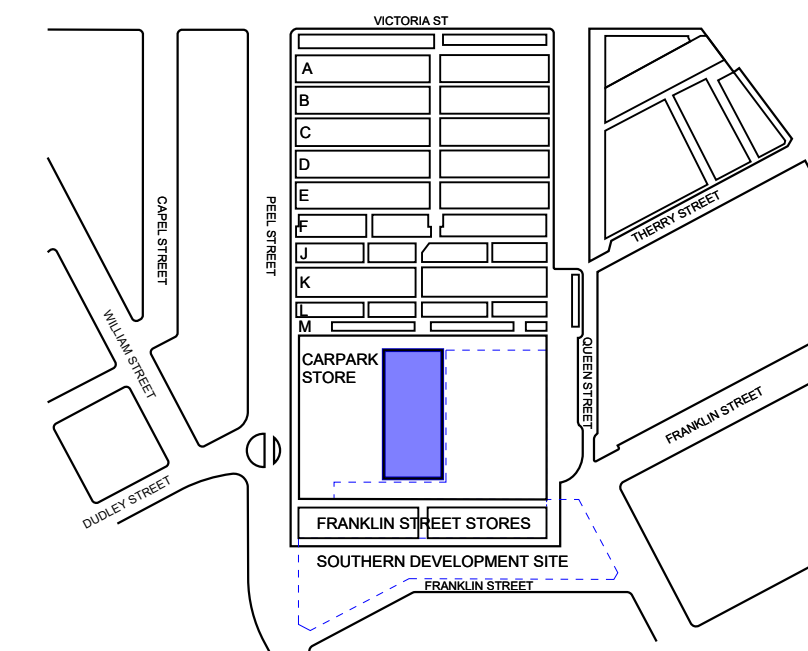 VICTORIA ST
A
B
C
D
E
F
J
K
L
M
CAPEL STREET
PEEL STREET
THERRY STREET
WILLIAM STREET
CARPARK
STORE
QUEEN STREET
FRANKLIN STREET
DUDLEY STREET
FRANKLIN STREET STORES
SOUTHERN DEVELOPMENT SITE
FRANKLIN STREET